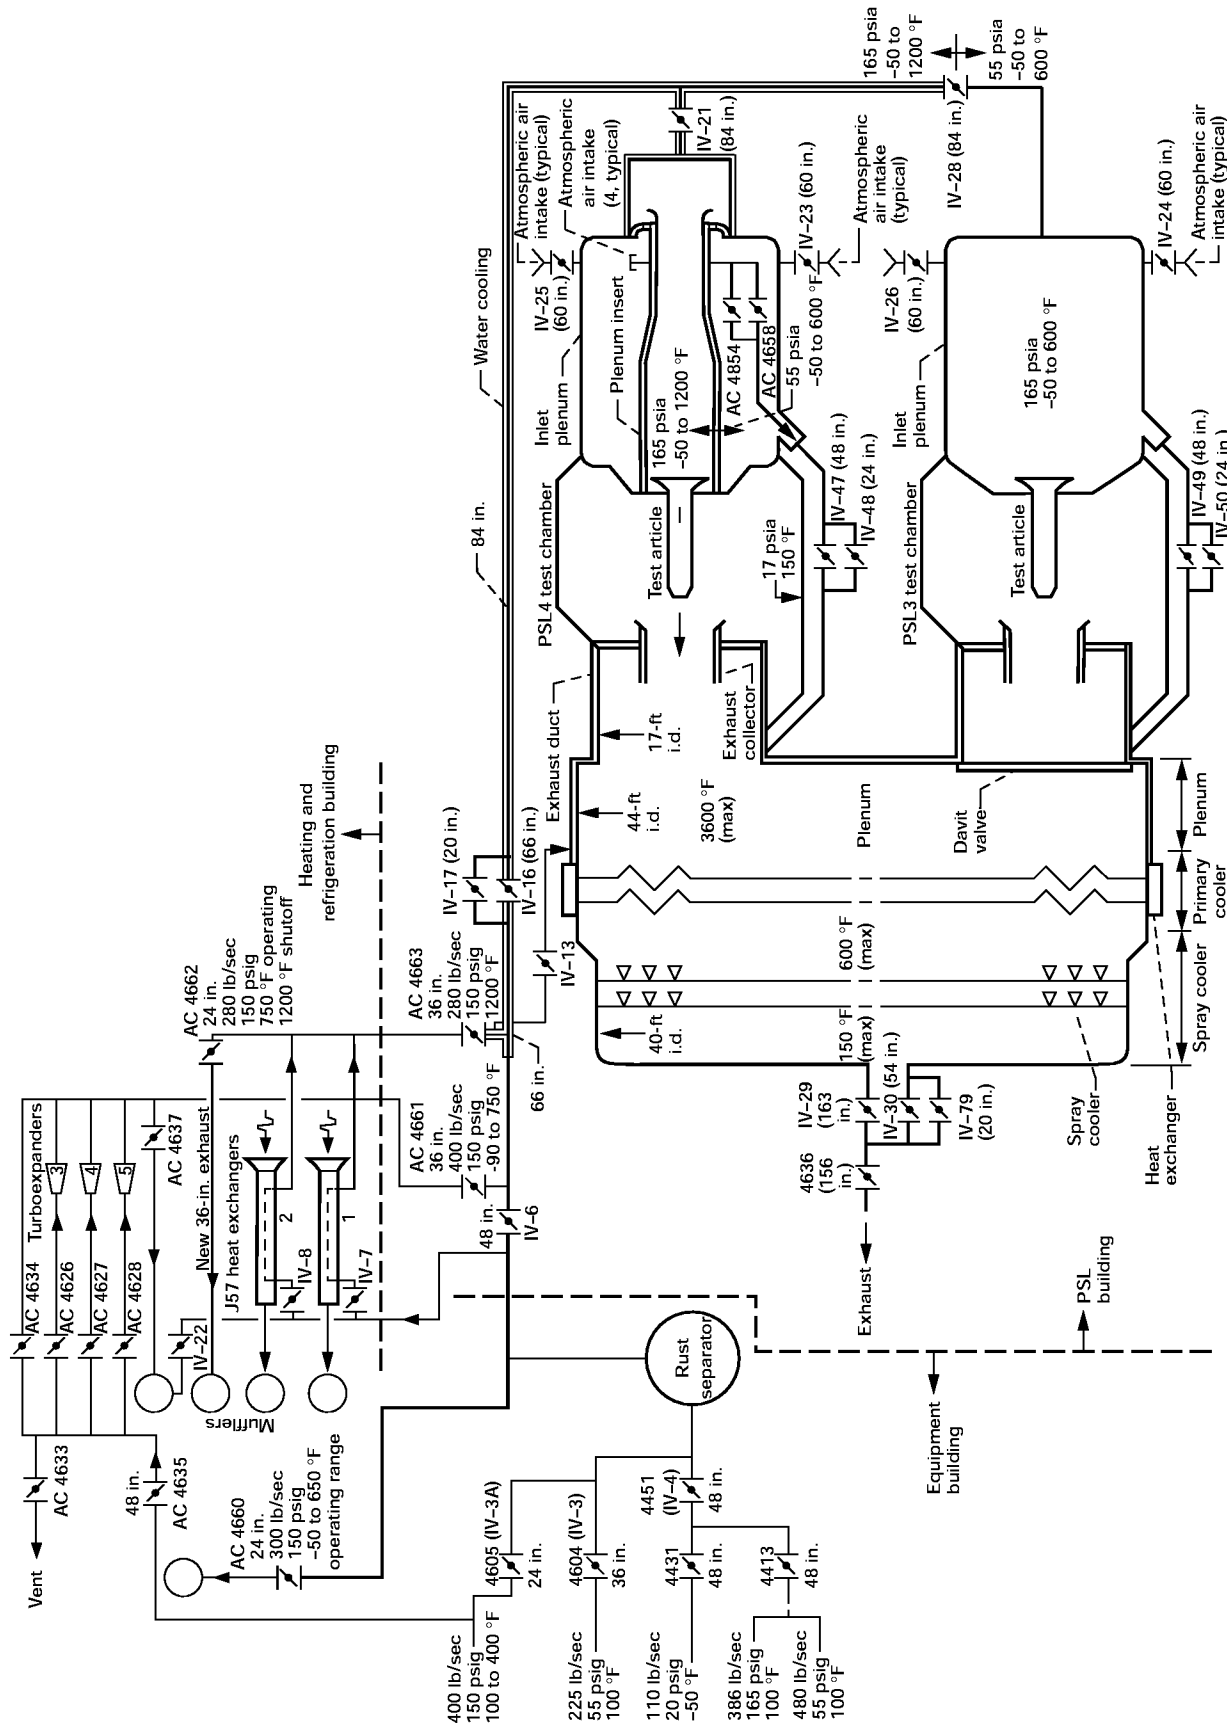 Vent
AC 4633
48 in.
AC 4635
AC 4634
AC 4626
AC 4627
AC 4628
Turboexpanders
3
4
5
AC 4637
IV–22
New 36-in. exhaust
J57 heat exchangers
Mufflers
2
1
IV–8
IV–7
AC 4662
24 in.
280 lb/sec
150 psig
750 °F operating
1200 °F shutoff
Heating and
refrigeration building
AC 4660
24 in.
300 lb/sec
150 psig
–50 to 650 °F
operating range
AC 4661
36 in.
400 lb/sec
150 psig
-90 to 750 °F
AC 4663
36 in.
280 lb/sec
150 psig
1200 °F
48 in.
IV–6
66 in.
IV–17 (20 in.)
IV–16 (66 in.)
IV–13
84 in.
Water cooling
400 lb/sec
150 psig
100 to 400 °F
4605 (IV–3A)
24 in.
225 lb/sec
55 psig
100 °F
4604 (IV–3)
36 in.
4451
(IV–4)
48 in.
110 lb/sec
20 psig
–50 °F
4431
48 in.
386 lb/sec
165 psig
100 °F
480 lb/sec
55 psig
100 °F
4413
48 in.
Rust
separator
Equipment
building
PSL
building
Exhaust
4636
(156
in.)
IV–29
(163
in.)
IV–30 (54 in.)
IV–79
(20 in.)
40-ft
i.d.
150 °F
(max)
600 °F
(max)
44-ft
i.d.
3600 °F
(max)
Plenum
17-ft
i.d.
Exhaust duct
Exhaust
collector
Davit
valve
Spray
cooler
Heat
exchanger
Spray cooler
Primary
cooler
Plenum
PSL4 test chamber
Test article
Inlet
plenum
Plenum insert
165 psia
–50 to 1200 °F
AC 4854
AC 4658
55 psia
–50 to 600 °F
17 psia
150 °F
IV–47 (48 in.)
IV–48 (24 in.)
IV–25
(60 in.)
Atmospheric air
intake (typical)
Atmospheric
air intake
(4, typical)
IV–21
(84 in.)
IV–23 (60 in.)
Atmospheric
air intake
(typical)
165 psia
–50 to
1200 °F
55 psia
–50 to
600 °F
IV–28 (84 in.)
PSL3 test chamber
Test article
Inlet
plenum
165 psia
–50 to 600 °F
IV–26
(60 in.)
IV–24 (60 in.)
Atmospheric air
intake (typical)
IV–49 (48 in.)
IV–50 (24 in.)